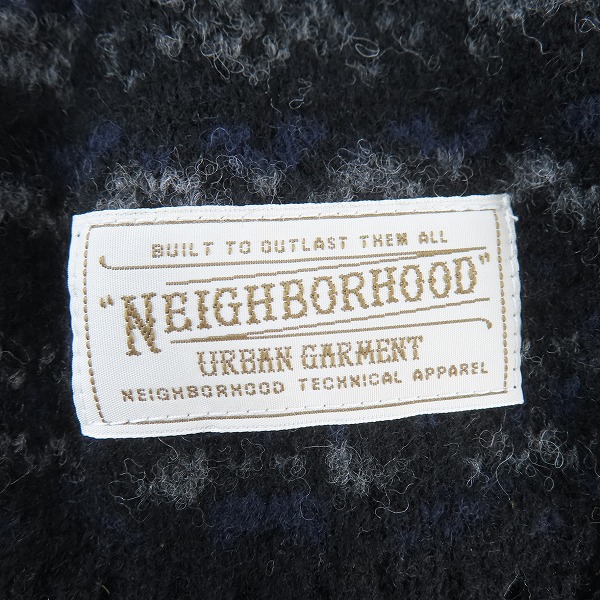 BUILT TO OUTLAST THEM ALL
"NEIGHBORHOOD"
URBAN GARMENT
NEIGHBORHOOD TECHNICAL APPAREL